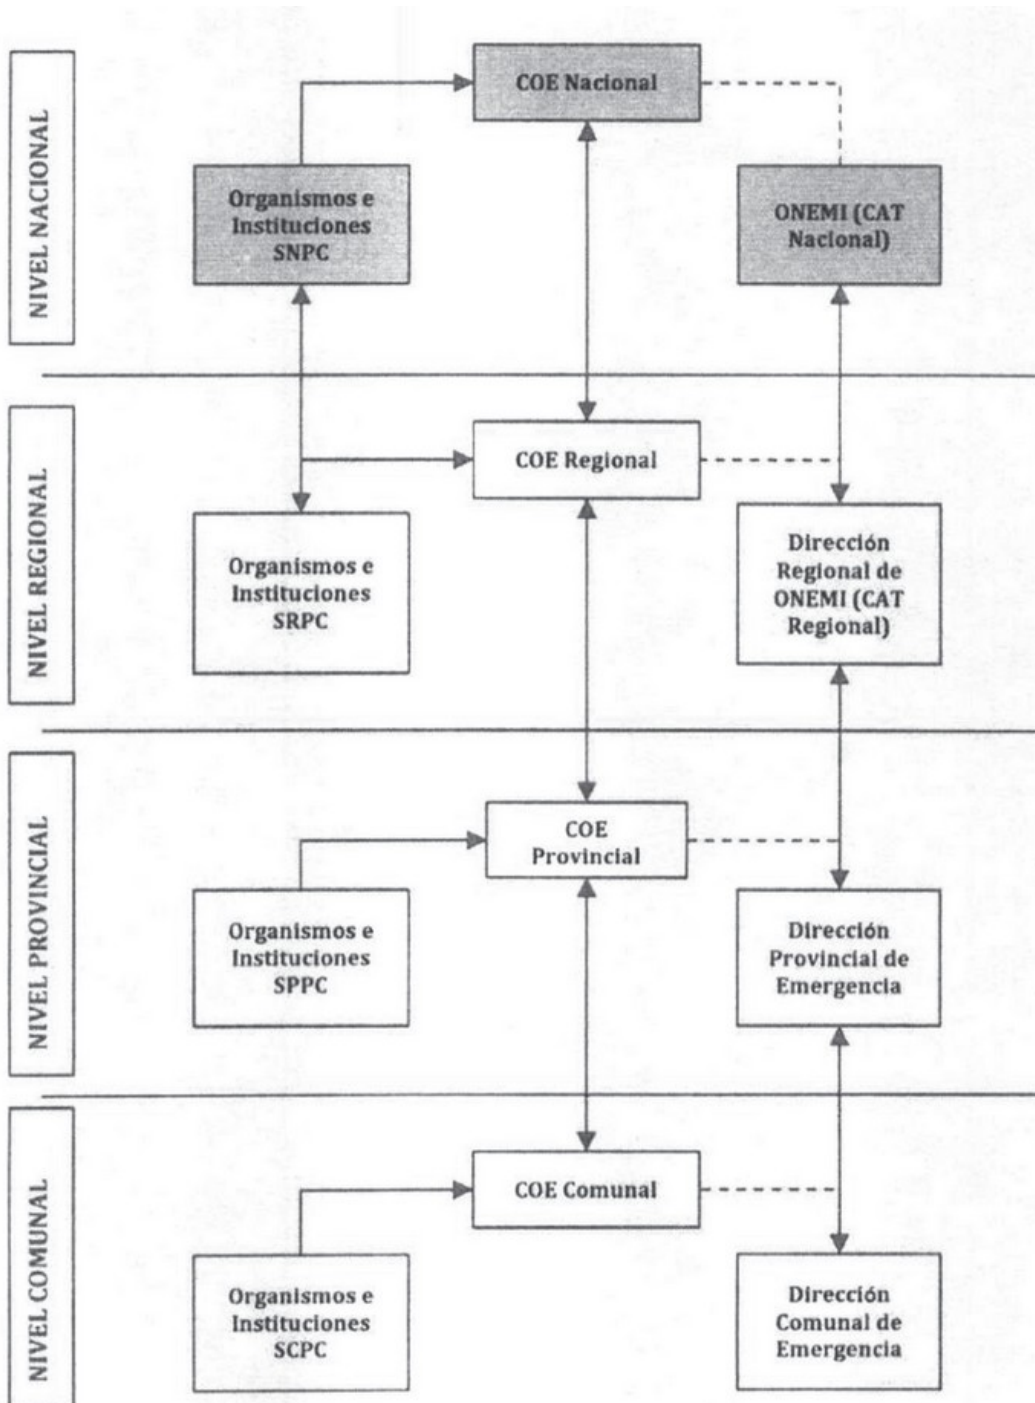 NIVEL NACIONAL
COE Nacional
Organismos e
Instituciones
SNPC
ONEMI (CAT
Nacional)
NIVEL REGIONAL
COE Regional
Organismos e
Instituciones
SRPC
Dirección
Regional de
ONEMI (CAT
Regional)
NIVEL PROVINCIAL
COE
Provincial
Organismos e
Instituciones
SPPC
Dirección
Provincial de
Emergencia
NIVEL COMUNAL
COE Comunal
Organismos e
Instituciones
SCPC
Dirección
Comunal de
Emergencia